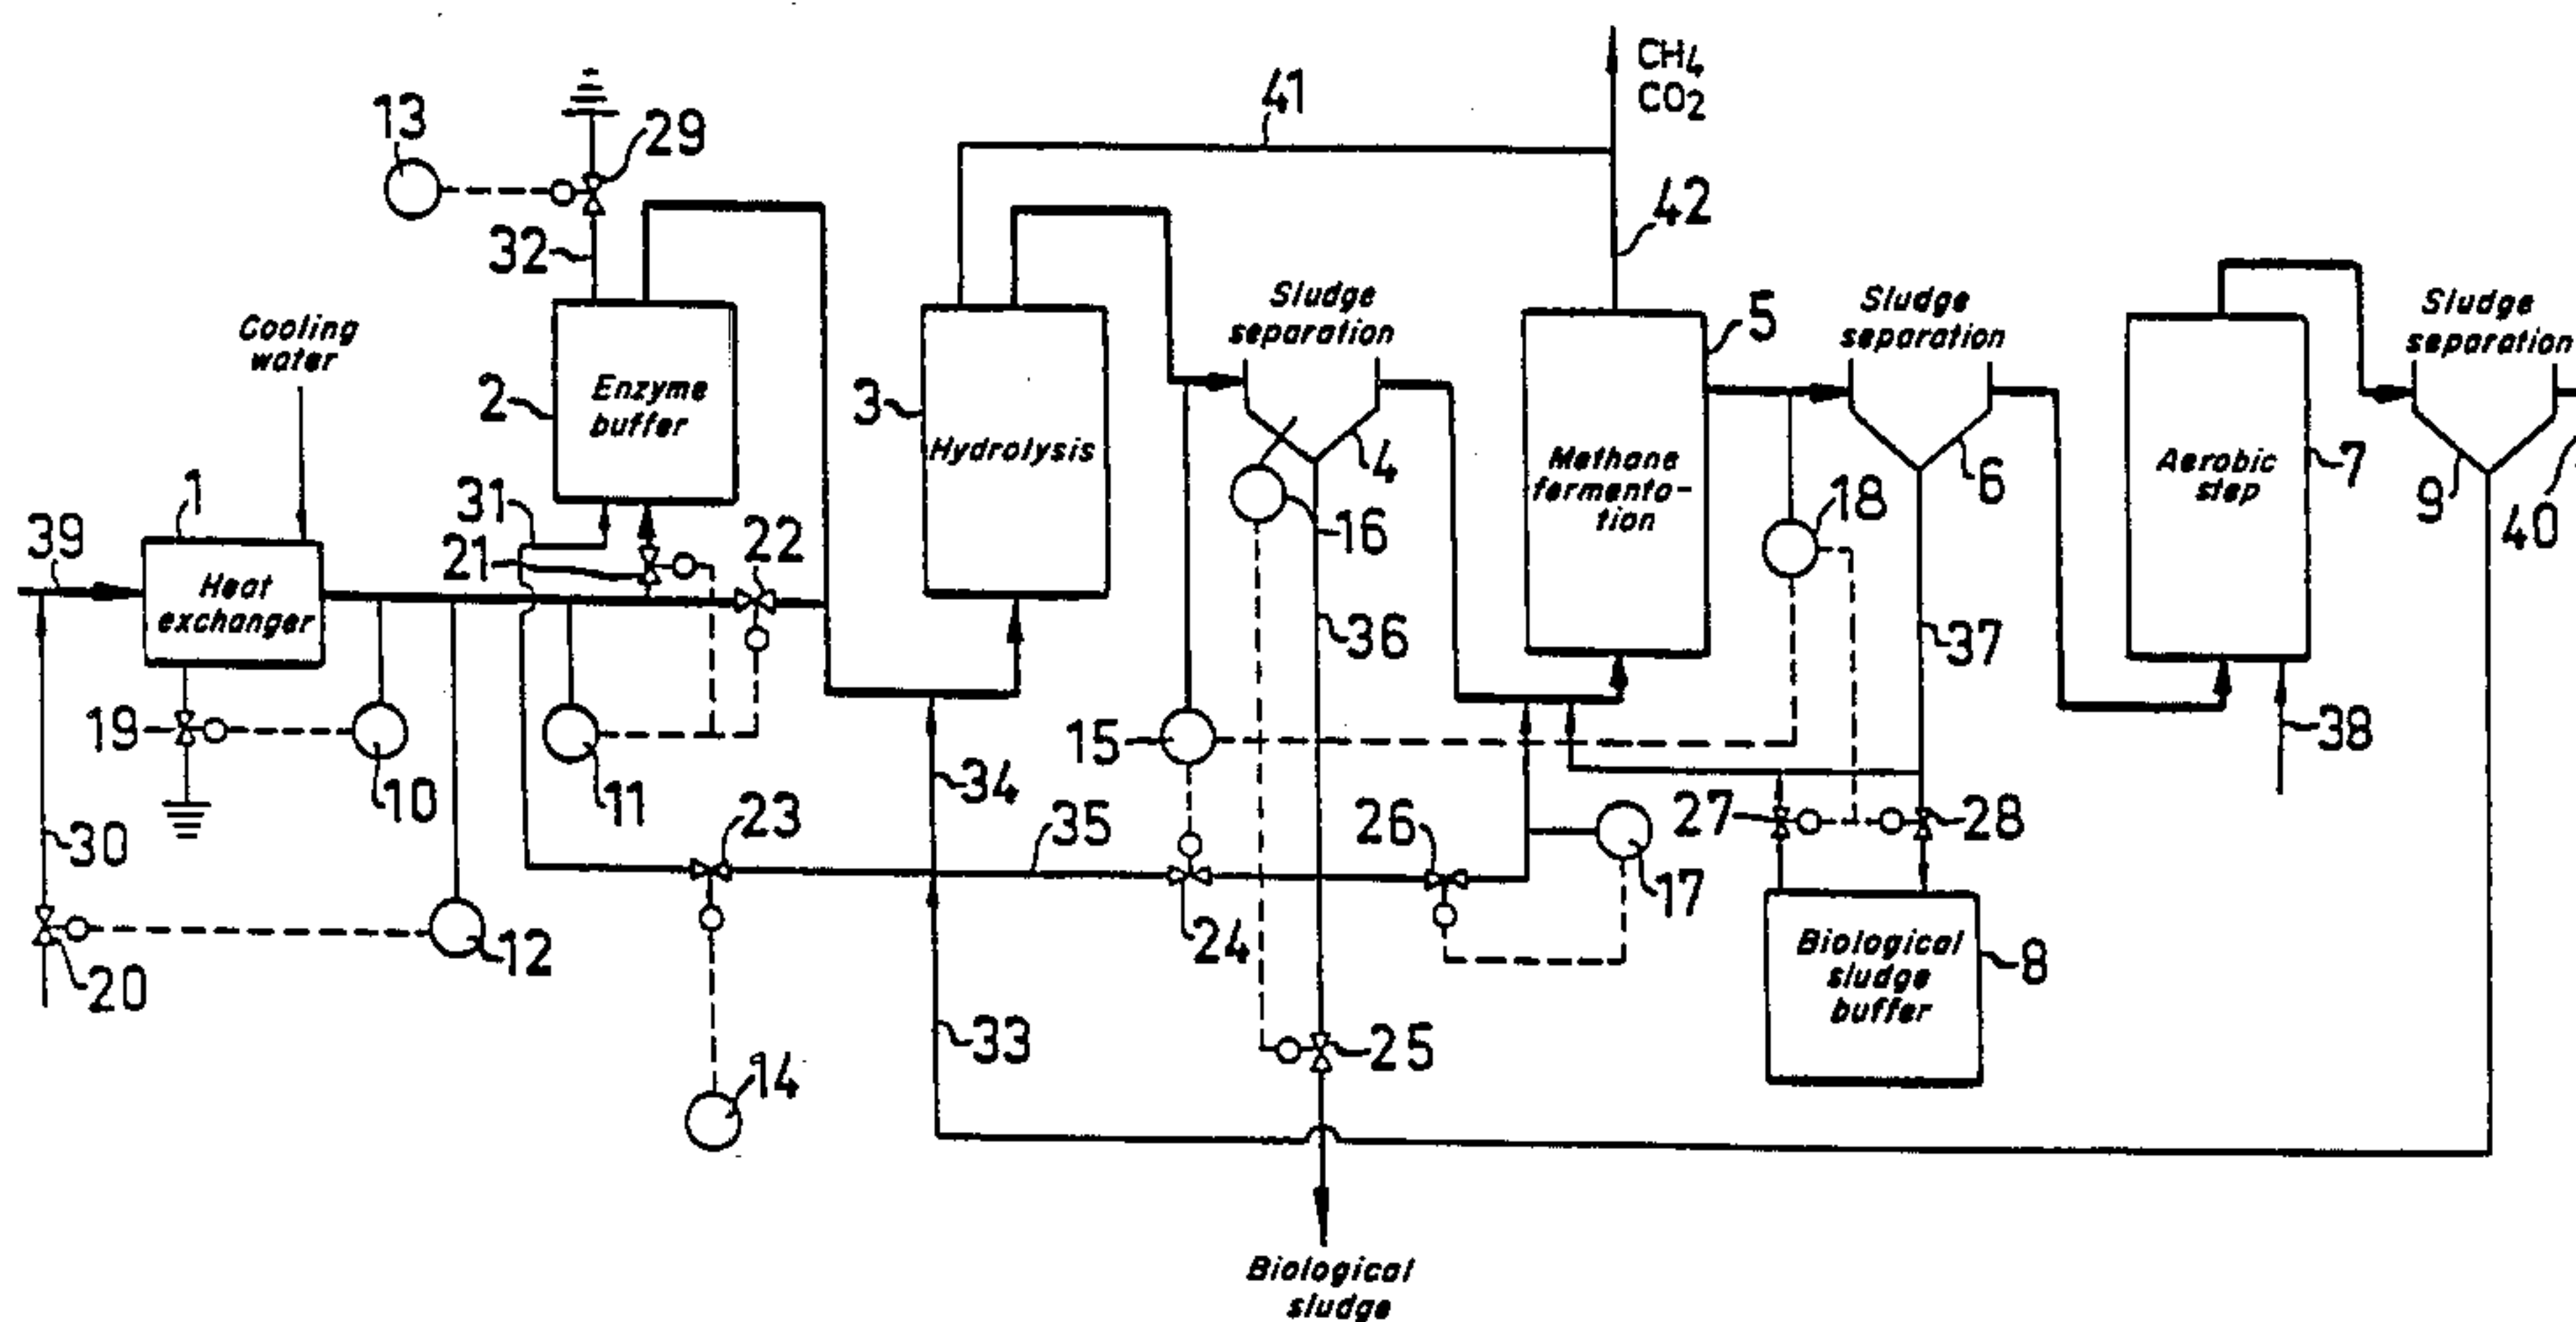 CH4
CO2
41
13
29
42
32
Sludge
separation
5
Sludge
separation
Sludge
separation
Cooling
water
2
Enzyme
buffer
3
Hydrolysis
4
Methane
fermenta-
tion
6
Aerobic
step
7
9
40
1
31
21
22
16
18
39
Heat
exchanger
36
37
19
10
11
15
38
34
23
35
26
27
28
30
12
24
17
20
Biological
sludge
buffer
8
33
25
14
Biological
sludge